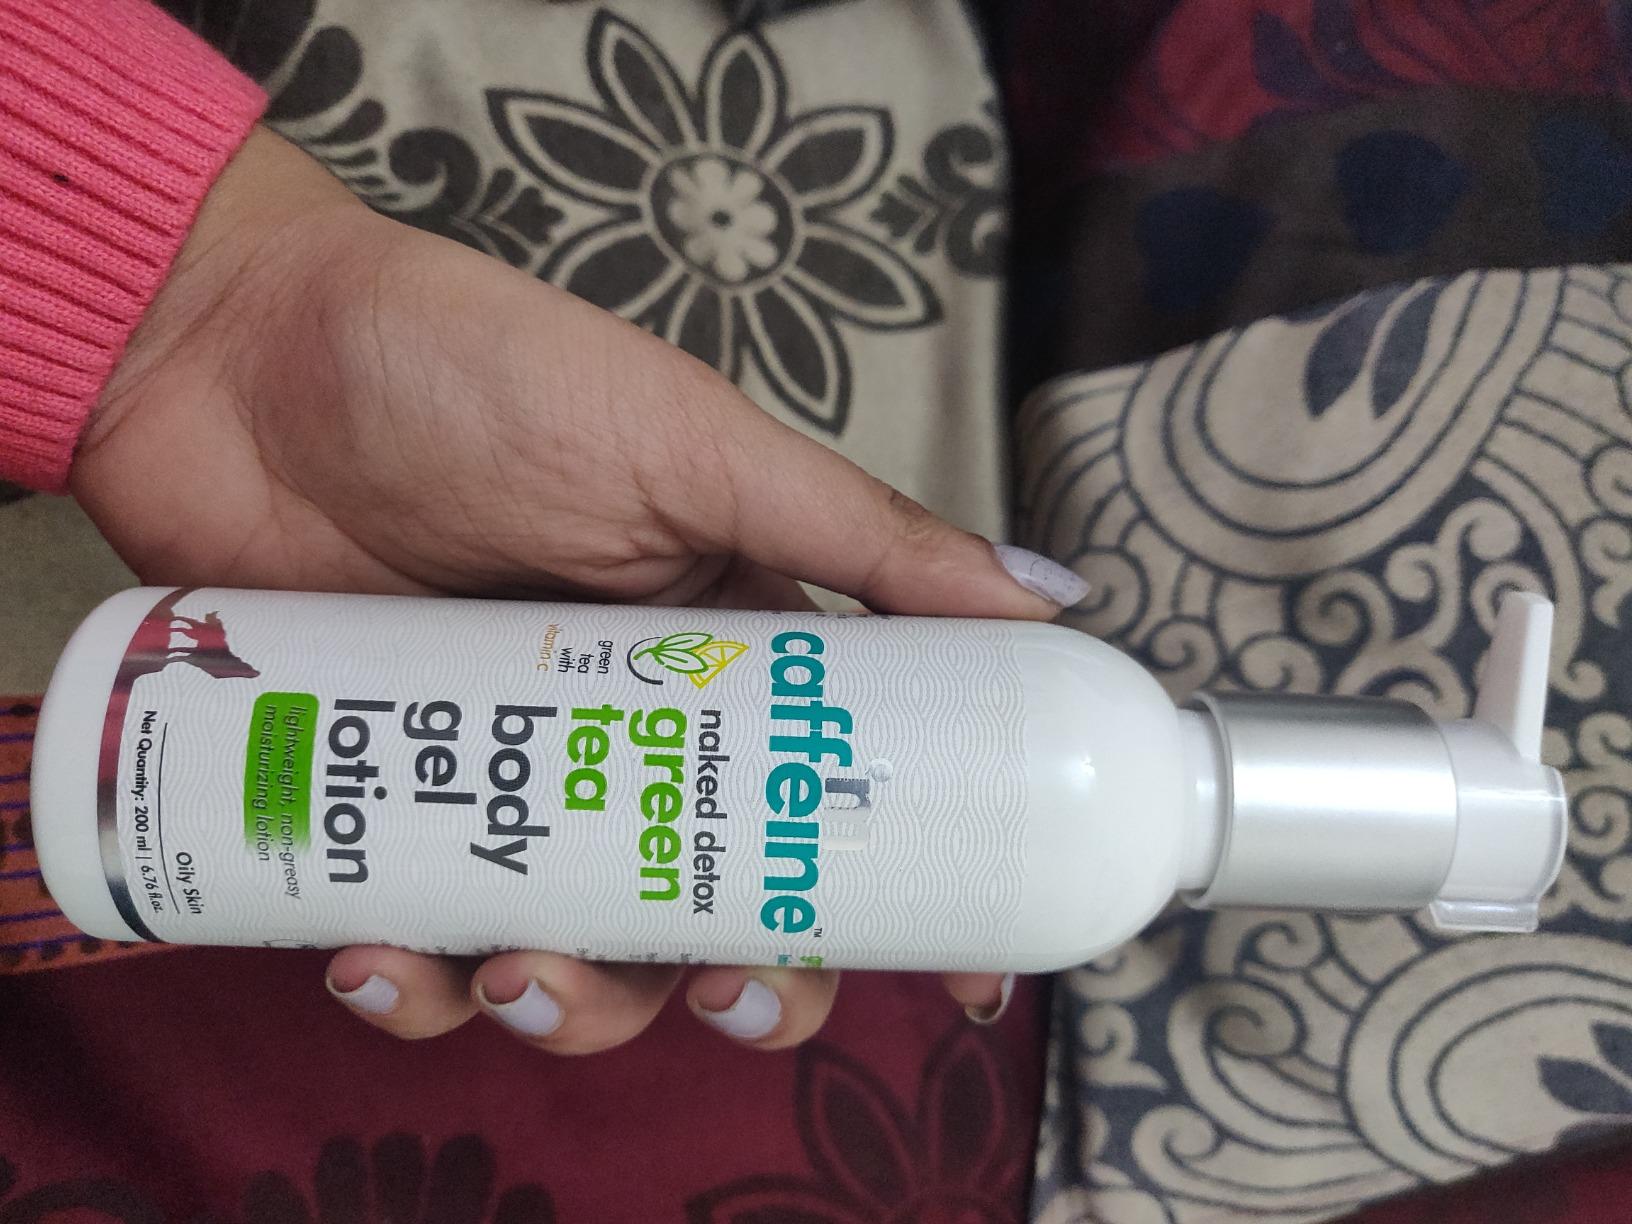 m
caffeine™
naked detox
green
tea
body
gel
lotion
green
tea
with
vitamin c
lightweight, non-greasy
moisturizing lotion
Oily Skin
Net Quantity: 200 ml | 6.76 fl.oz.